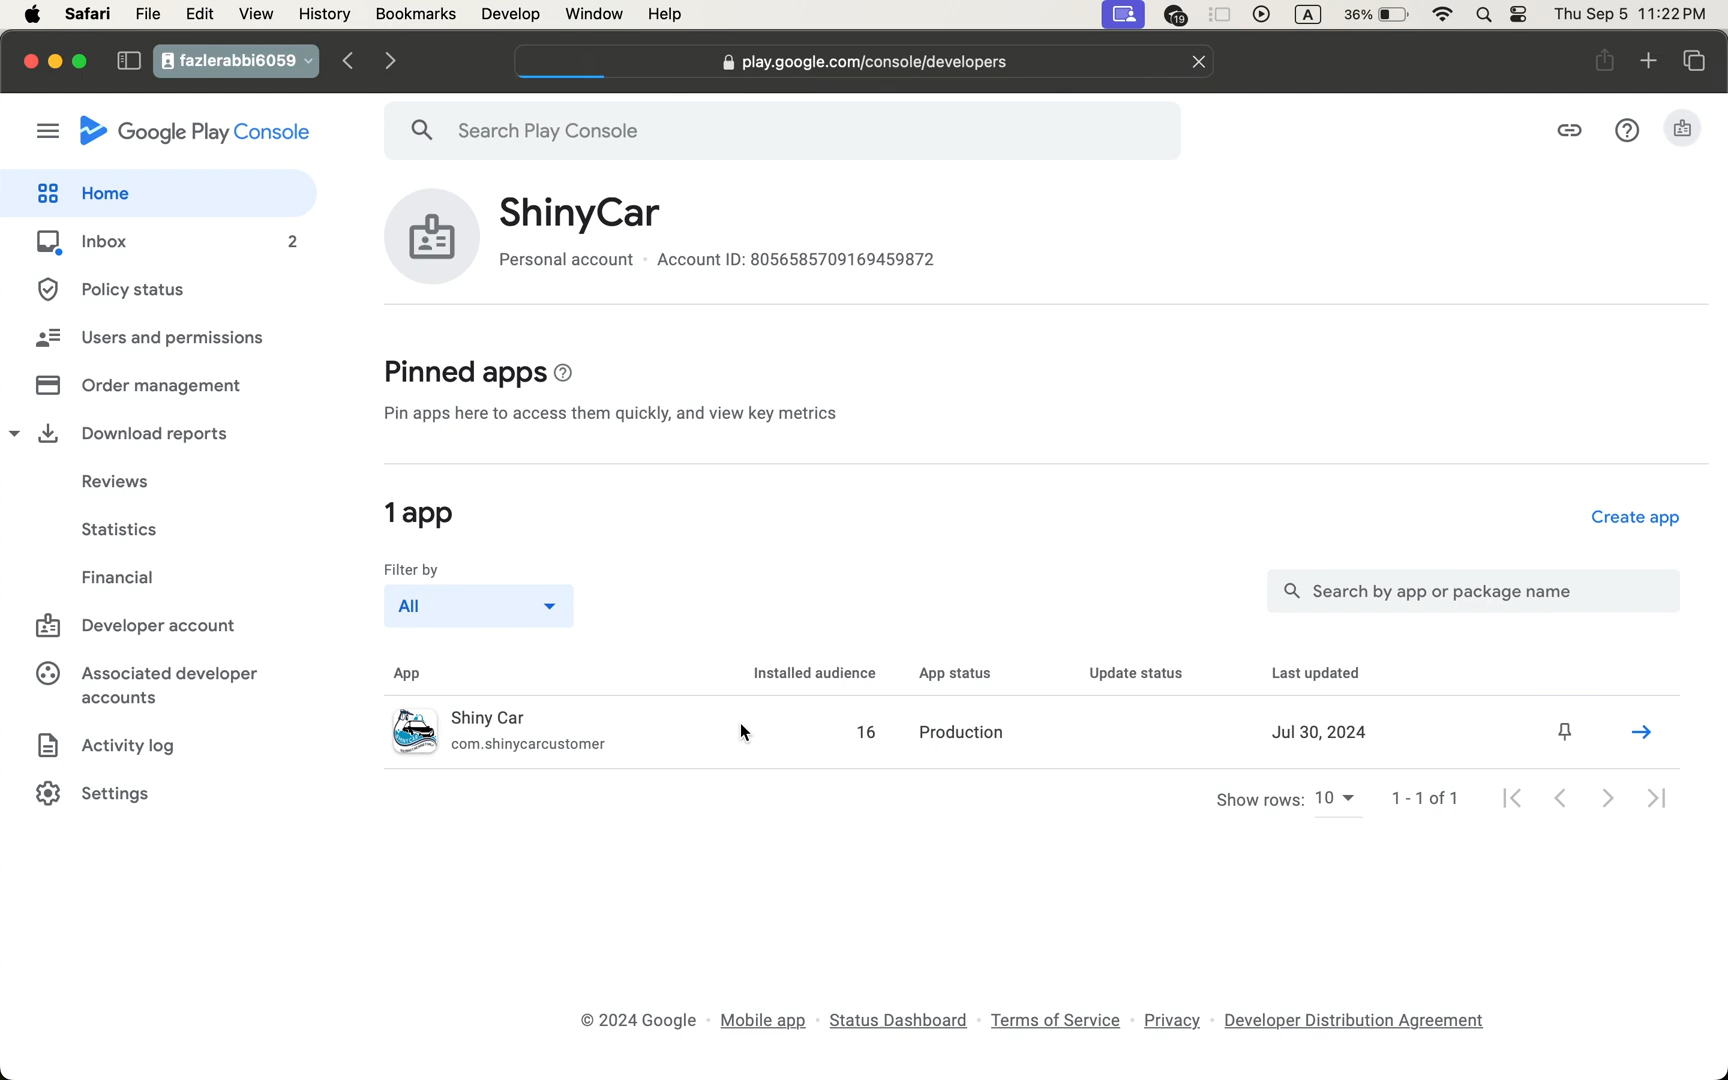 Safari File Edit View History Bookmarks Develop Window Help 19 A 36% Thu Sep 5 11:22 PM
fazlerabbi6059 play.google.com/console/developers
Google Play Console Search Play Console
Home
Inbox 2
Policy status
Users and permissions
Order management
Download reports
Reviews
Statistics
Financial
Developer account
Associated developer
accounts
Activity log
Settings
ShinyCar
Personal account · Account ID: 8056585709169459872
Pinned apps
Pin apps here to access them quickly, and view key metrics
1 app Create app
Filter by
All Search by app or package name
App Installed audience App status Update status Last updated
Shiny Car
com.shinycarcustomer 16 Production Jul 30, 2024
Show rows: 10 1 - 1 of 1
© 2024 Google · Mobile app · Status Dashboard · Terms of Service · Privacy · Developer Distribution Agreement